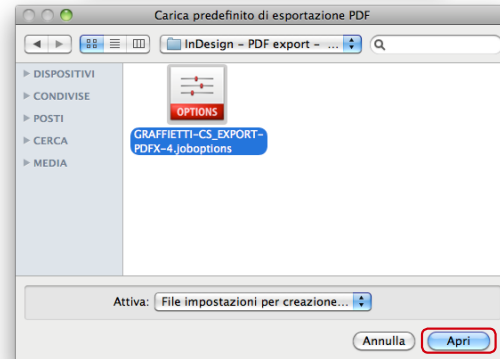 Carica predefinito di esportazione PDF
InDesign - PDF export - ...
DISPOSITIVI
CONDIVISE
POSTI
CERCA
MEDIA
OPTIONS
GRAFFIETTI-CS_EXPORT-
PDFX-4.joboptions
Attiva: File impostazioni per creazione...
Annulla Apri